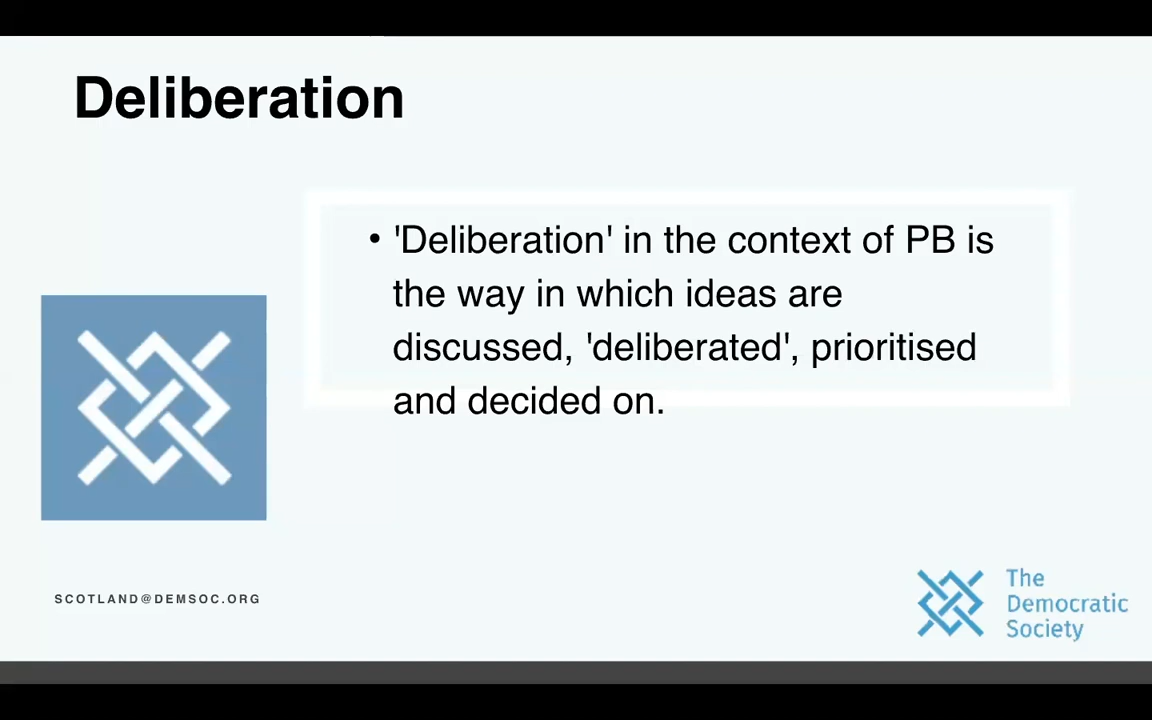 Deliberation
• 'Deliberation' in the context of PB is
the way in which ideas are
discussed, 'deliberated', prioritised
and decided on.
SCOTLAND@DEMSOC.ORG
The
Democratic
Society